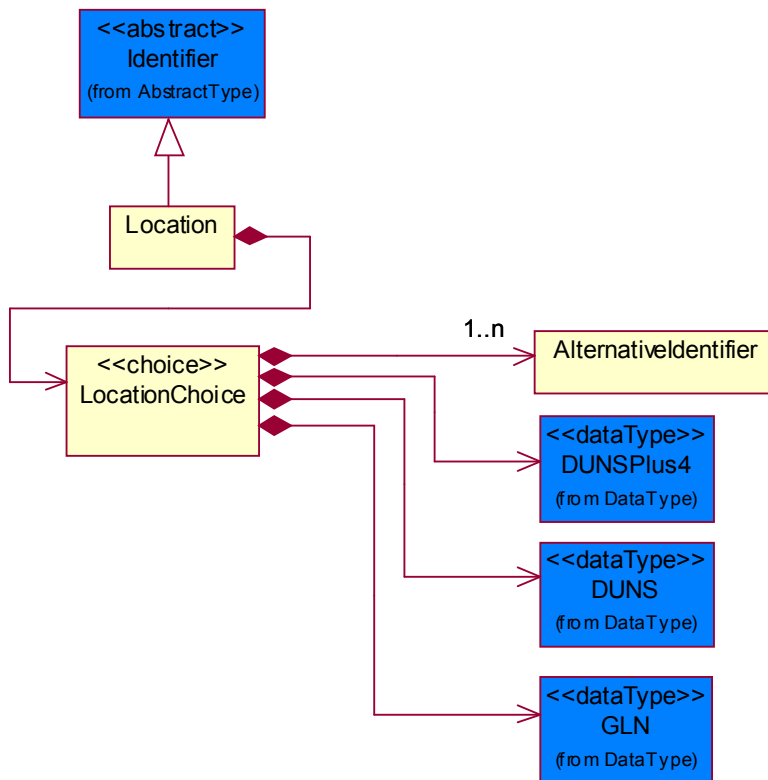 <<abstract>>
Identifier
(from AbstractType)
Location
1..n
<<choice>>
LocationChoice
AlternativeIdentifier
<<dataType>>
DUNSPlus4
(from DataType)
<<dataType>>
DUNS
(from DataType)
<<dataType>>
GLN
(from DataType)